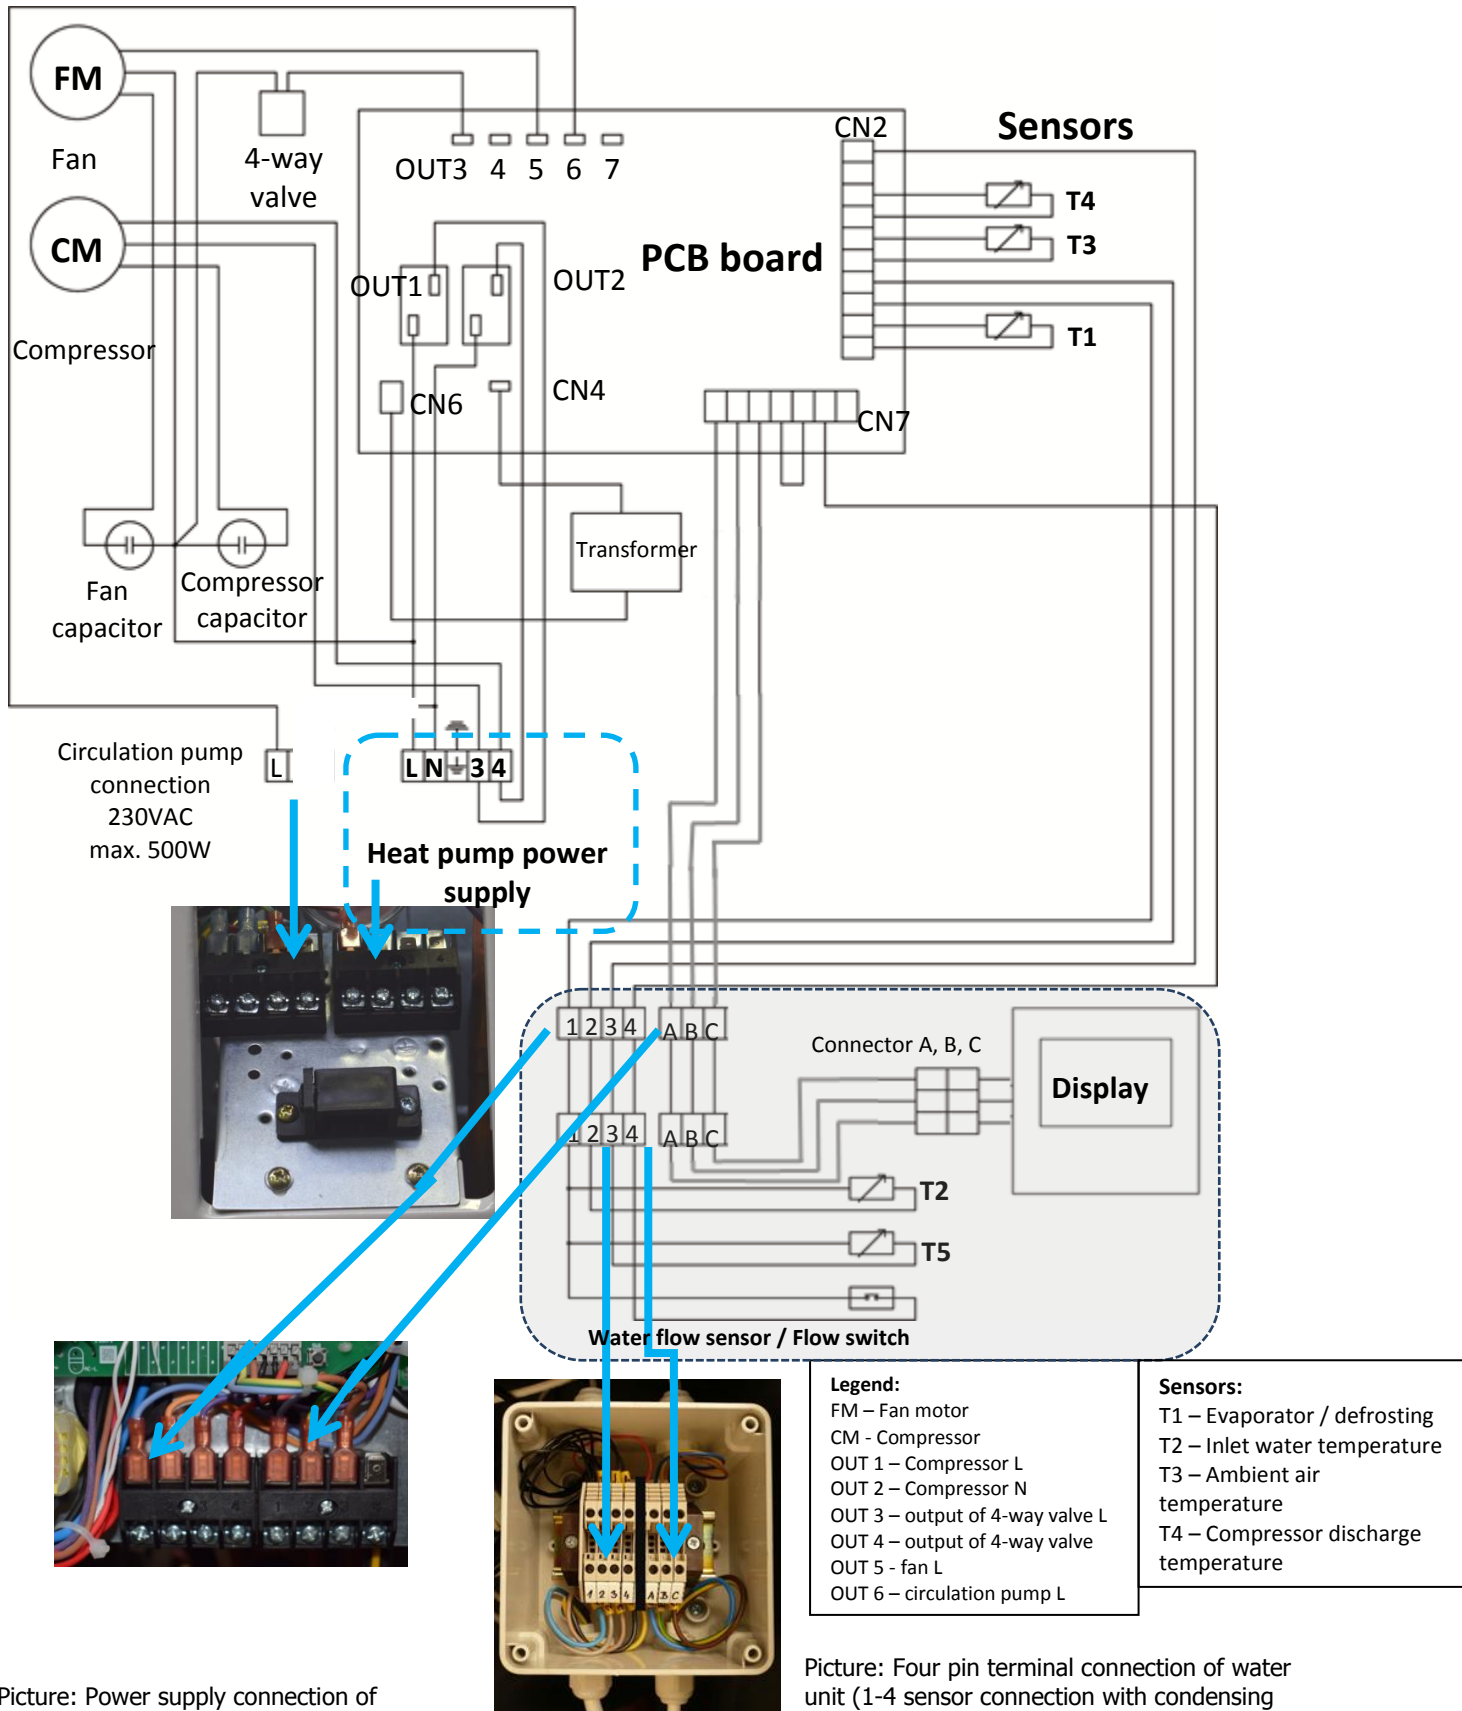 FM
Fan
4-way
valve
CM
Compressor
OUT3 4 5 6 7
CN2
Sensors
T4
T3
T1
PCB board
OUT1
OUT2
CN6
CN4
CN7
Transformer
Fan
capacitor
Compressor
capacitor
Circulation pump
connection
230VAC
max. 500W
L
L N 3 4
Heat pump power
supply
1 2 3 4 A B C
Connector A, B, C
Display
1 2 3 4 A B C
T2
T5
Water flow sensor / Flow switch
Legend:
FM – Fan motor
CM - Compressor
OUT 1 – Compressor L
OUT 2 – Compressor N
OUT 3 – output of 4-way valve L
OUT 4 – output of 4-way valve
OUT 5 - fan L
OUT 6 – circulation pump L
Sensors:
T1 – Evaporator / defrosting
T2 – Inlet water temperature
T3 – Ambient air
temperature
T4 – Compressor discharge
temperature
1 2 3 4 A B C
Picture: Power supply connection of
Picture: Four pin terminal connection of water
unit (1-4 sensor connection with condensing